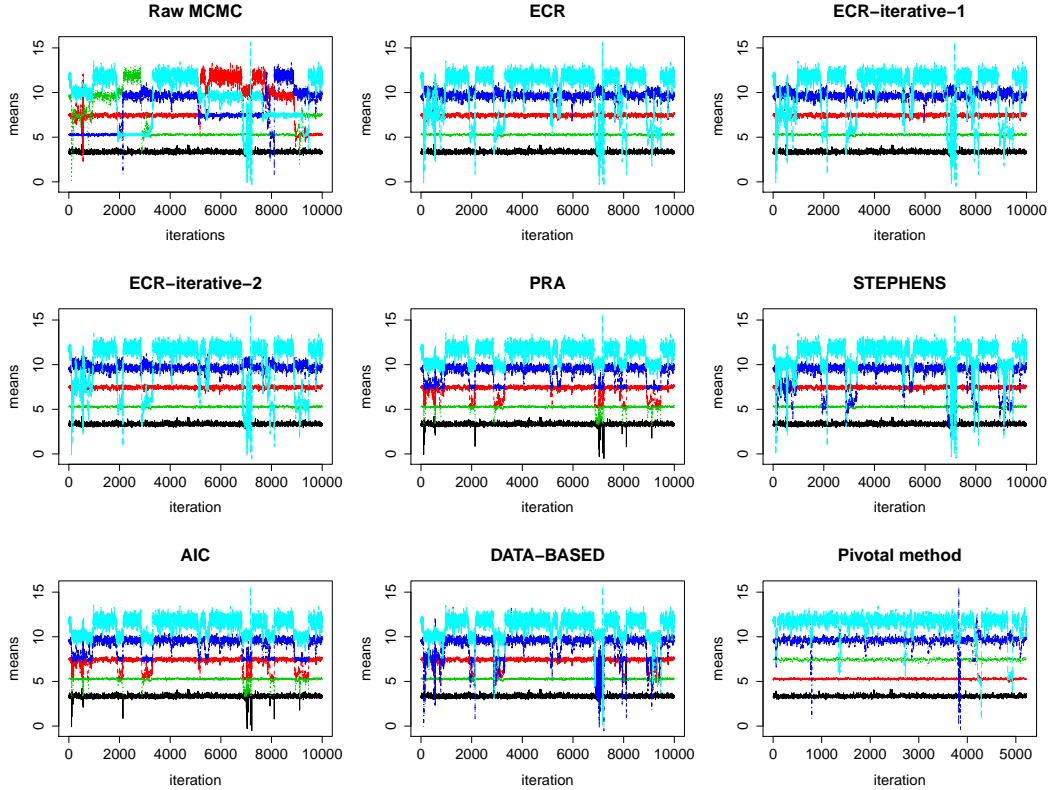 Raw MCMC
ECR
ECR−iterative−1
means
0
5
10
15
0 2000 4000 6000 8000 10000
iterations
means
0
5
10
15
0 2000 4000 6000 8000 10000
iteration
means
0
5
10
15
0 2000 4000 6000 8000 10000
iteration
ECR−iterative−2
PRA
STEPHENS
means
0
5
10
15
0 2000 4000 6000 8000 10000
iteration
means
0
5
10
15
0 2000 4000 6000 8000 10000
iteration
means
0
5
10
15
0 2000 4000 6000 8000 10000
iteration
AIC
DATA−BASED
Pivotal method
means
0
5
10
15
0 2000 4000 6000 8000 10000
iteration
means
0
5
10
15
0 2000 4000 6000 8000 10000
iteration
means
0
5
10
15
0 1000 2000 3000 4000 5000
iteration